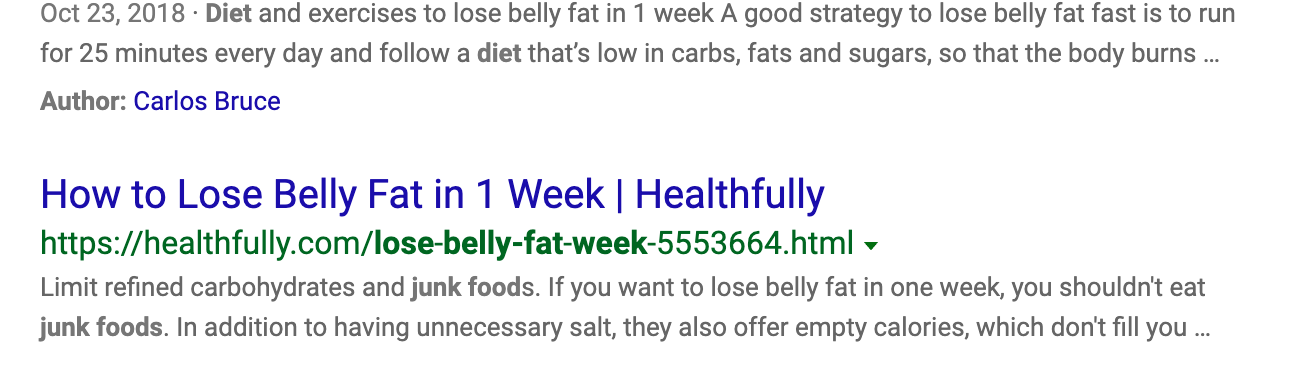 Oct 23, 2018 · Diet and exercises to lose belly fat in 1 week A good strategy to lose belly fat fast is to run
for 25 minutes every day and follow a diet that’s low in carbs, fats and sugars, so that the body burns ...
Author: Carlos Bruce
How to Lose Belly Fat in 1 Week | Healthfully
https://healthfully.com/lose-belly-fat-week-5553664.html
Limit refined carbohydrates and junk foods. If you want to lose belly fat in one week, you shouldn't eat
junk foods. In addition to having unnecessary salt, they also offer empty calories, which don't fill you ...